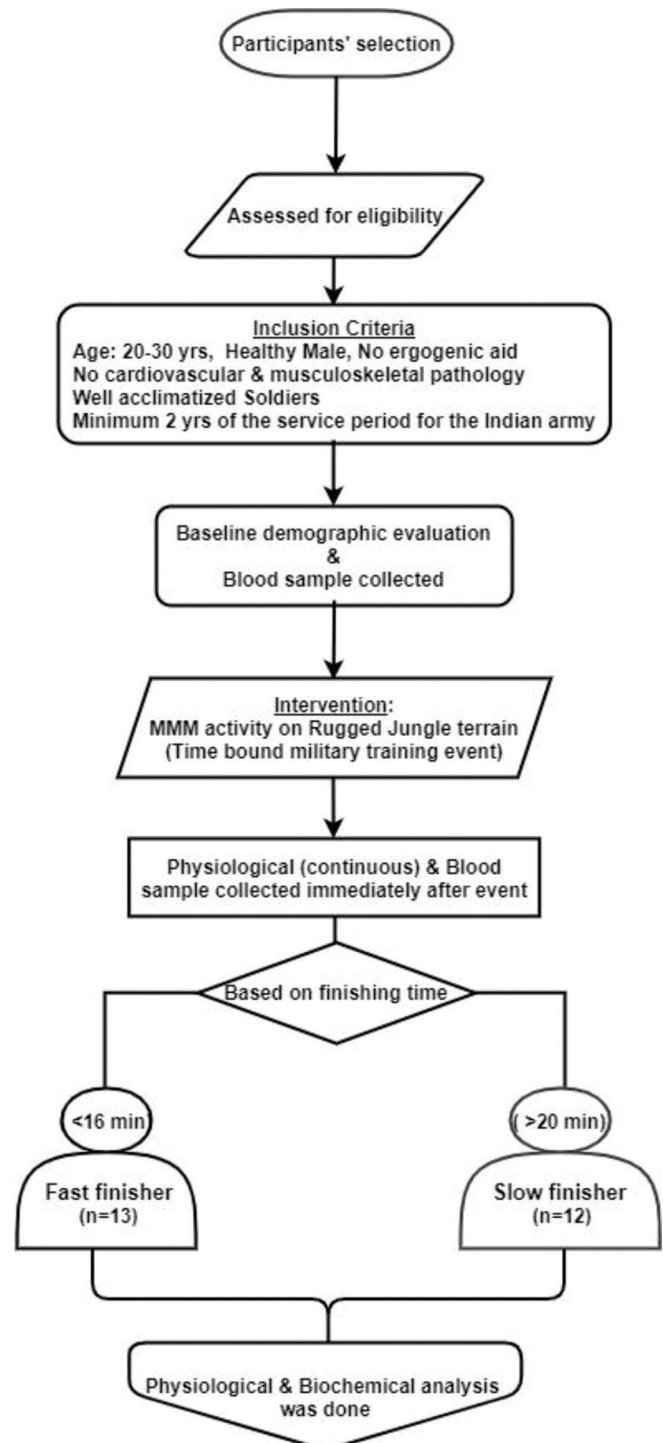 Participants' selection
Assessed for eligibility
Inclusion Criteria
Age: 20-30 yrs, Healthy Male, No ergogenic aid
No cardiovascular & musculoskeletal pathology
Well acclimatized Soldiers
Minimum 2 yrs of the service period for the Indian army
Baseline demographic evaluation
&
Blood sample collected
Intervention:
MMM activity on Rugged Jungle terrain
(Time bound military training event)
Physiological (continuous) & Blood
sample collected immediately after event
Based on finishing time
<16 min
( >20 min)
Fast finisher
(n=13)
Slow finisher
(n=12)
Physiological & Biochemical analysis
was done